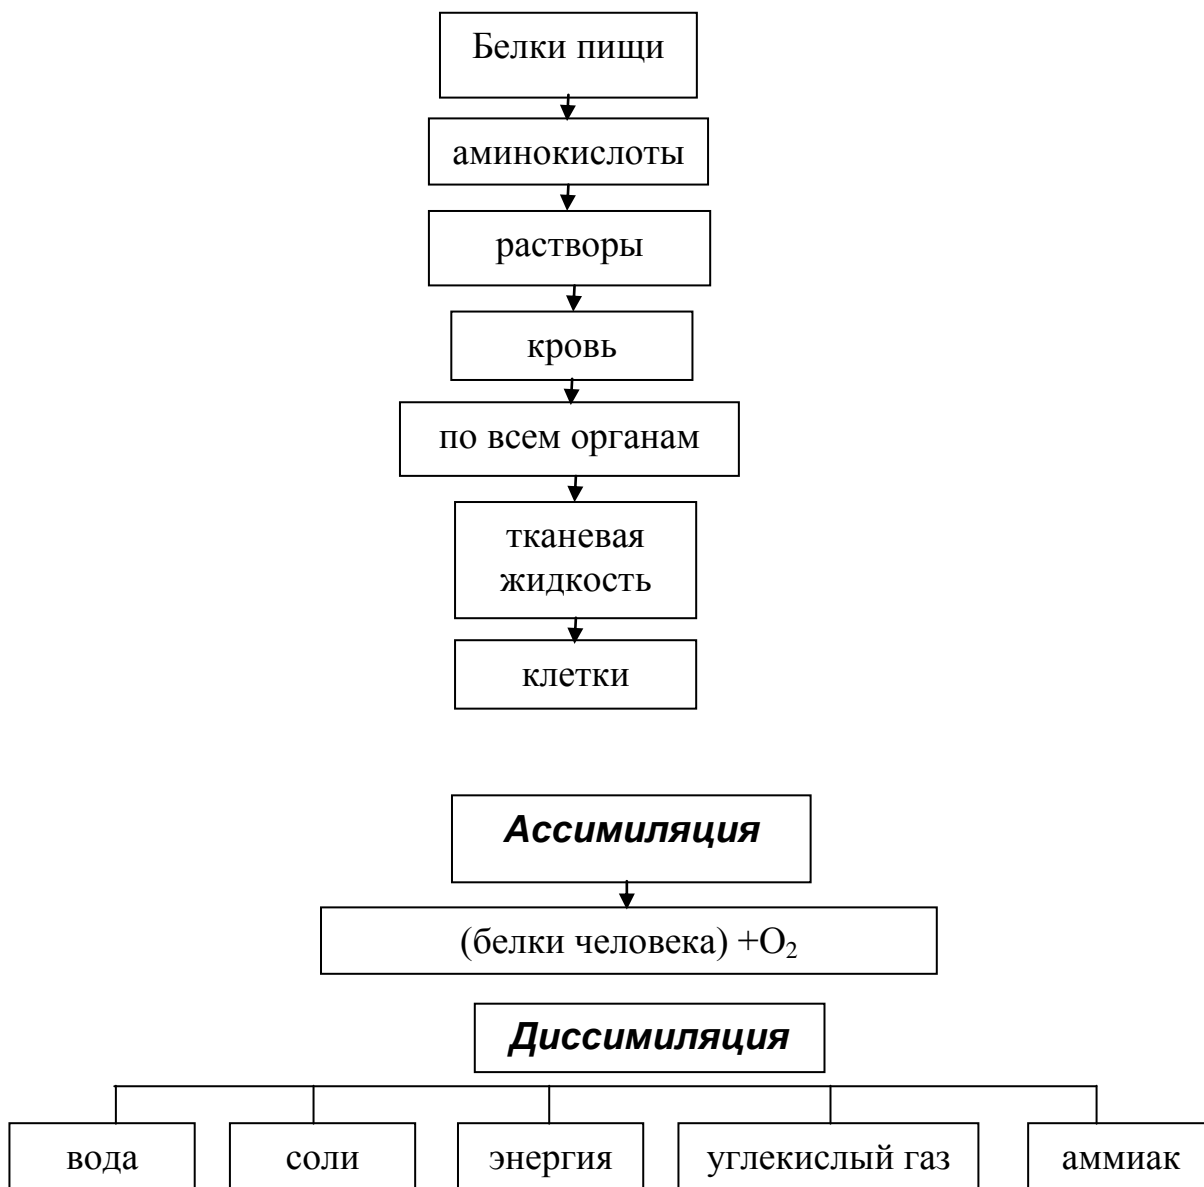 Белки пищи
аминокислоты
растворы
кровь
по всем органам
тканевая
жидкость
клетки
Ассимиляция
(белки человека) +O₂
Диссимиляция
вода
соли
энергия
углекислый газ
аммиак